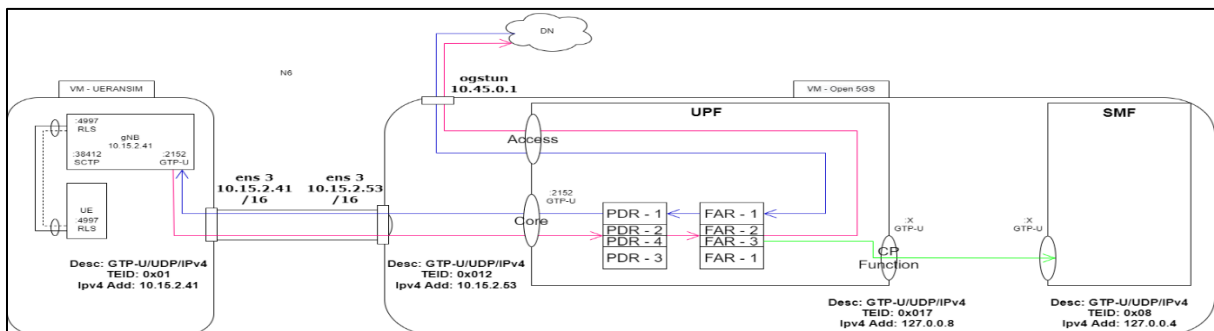 DN
N6
ogstun
10.45.0.1
VM - UERANSIM
VM - Open 5GS
UPF
SMF
:4997
RLS
gNB
10.15.2.41
:38412
SCTP
:2152
GTP-U
UE
:4997
RLS
ens 3
10.15.2.41
/16
ens 3
10.15.2.53
/16
Access
:2152
GTP-U
Core
PDR - 1
PDR - 2
PDR - 4
PDR - 3
FAR - 1
FAR - 2
FAR - 3
FAR - 1
:X
GTP-U
CP
Function
:X
GTP-U
Desc: GTP-U/UDP/IPv4
TEID: 0x01
Ipv4 Add: 10.15.2.41
Desc: GTP-U/UDP/IPv4
TEID: 0x012
Ipv4 Add: 10.15.2.53
Desc: GTP-U/UDP/IPv4
TEID: 0x017
Ipv4 Add: 127.0.0.8
Desc: GTP-U/UDP/IPv4
TEID: 0x08
Ipv4 Add: 127.0.0.4